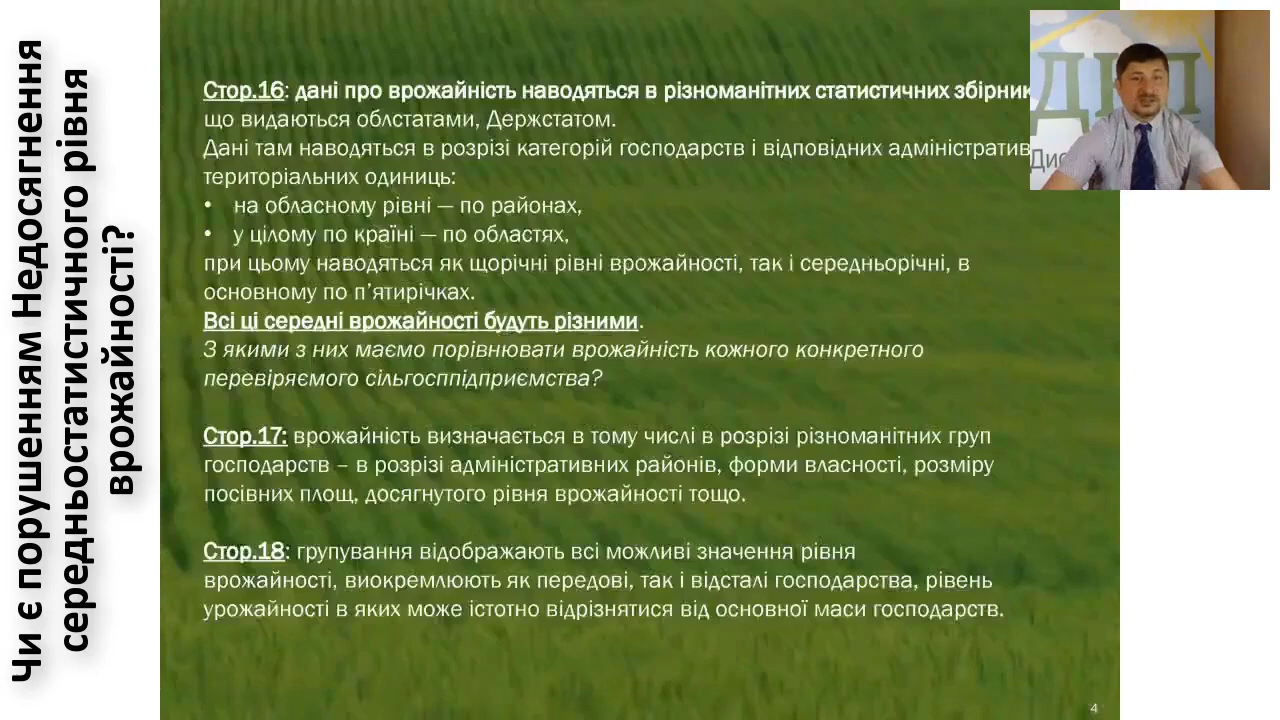 Чи є порушенням Недосягнення
середньостатистичного рівня
врожайності?
Стор.16: дані про врожайність наводяться в різноманітних статистичних збірник
що видаються облстатами, Держстатом.
Дані там наводяться в розрізі категорій господарств і відповідних адміністратив
територіальних одиниць:
• на обласному рівні — по районах,
• у цілому по країні — по областях,
при цьому наводяться як щорічні рівні врожайності, так і середньорічні, в
основному по п’ятирічках.
Всі ці середні врожайності будуть різними.
З якими з них маємо порівнювати врожайність кожного конкретного
перевіряємого сільгосппідприємства?
Стор.17: врожайність визначається в тому числі в розрізі різноманітних груп
господарств – в розрізі адміністративних районів, форми власності, розміру
посівних площ, досягнутого рівня врожайності тощо.
Стор.18: групування відображають всі можливі значення рівня
врожайності, виокремлюють як передові, так і відсталі господарства, рівень
урожайності в яких може істотно відрізнятися від основної маси господарств.
4